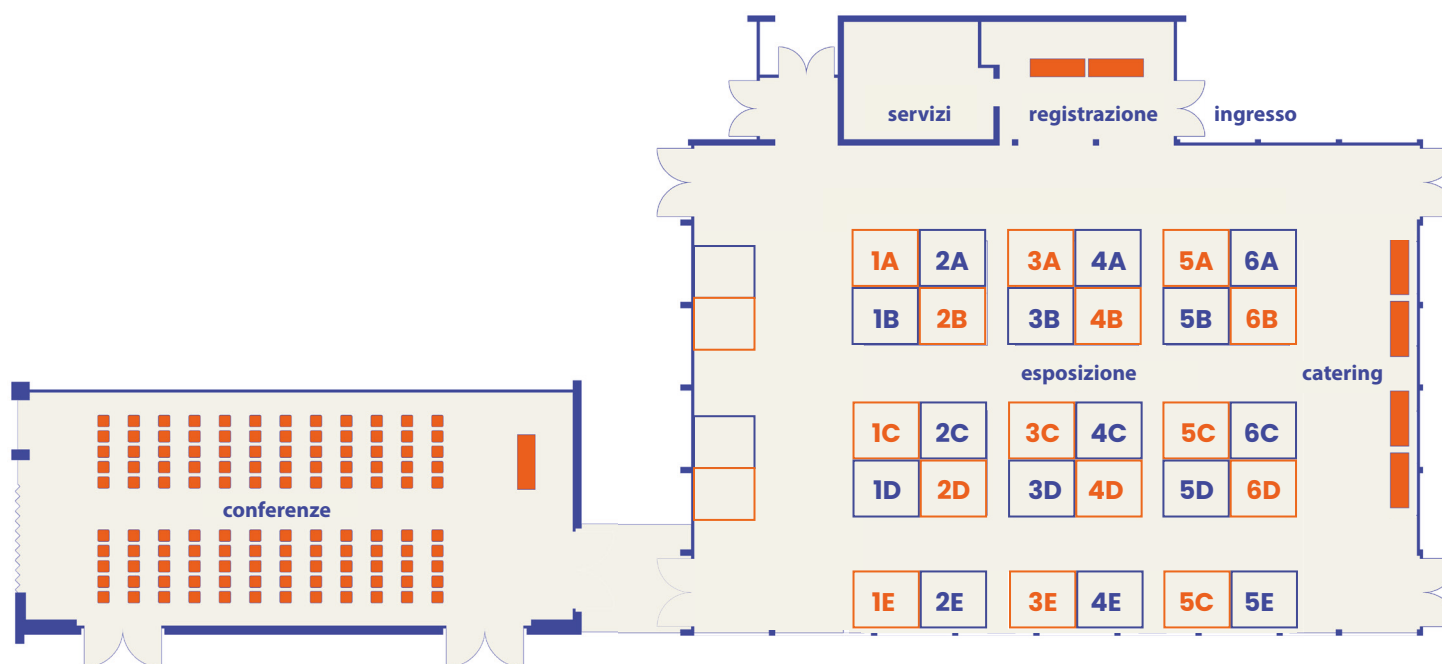 servizi registrazione ingresso
1A 2A 3A 4A 5A 6A
1B 2B 3B 4B 5B 6B
esposizione catering
1C 2C 3C 4C 5C 6C
1D 2D 3D 4D 5D 6D
conferenze
1E 2E 3E 4E 5C 5E